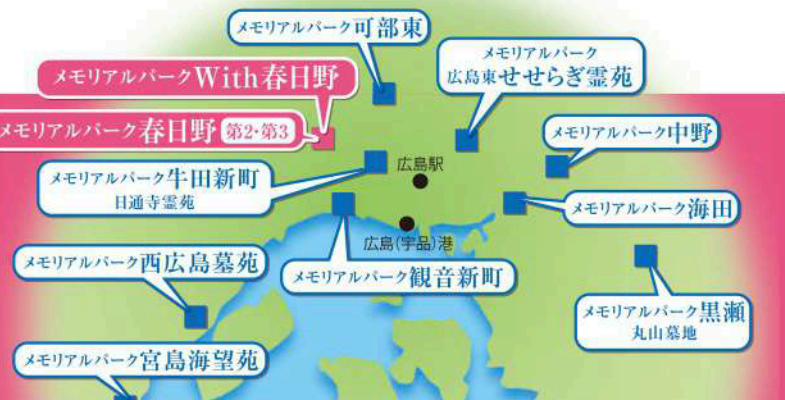 メモリアルパーク可部東
メモリアルパーク
広島東せせらぎ霊苑
メモリアルパークWith春日野
メモリアルパーク春日野 第2・第3
メモリアルパーク中野
広島駅
メモリアルパーク牛田新町
日通寺霊苑
メモリアルパーク海田
広島(宇品)港
メモリアルパーク西広島墓苑
メモリアルパーク観音新町
メモリアルパーク黒瀬
丸山墓地
メモリアルパーク宮島海望苑